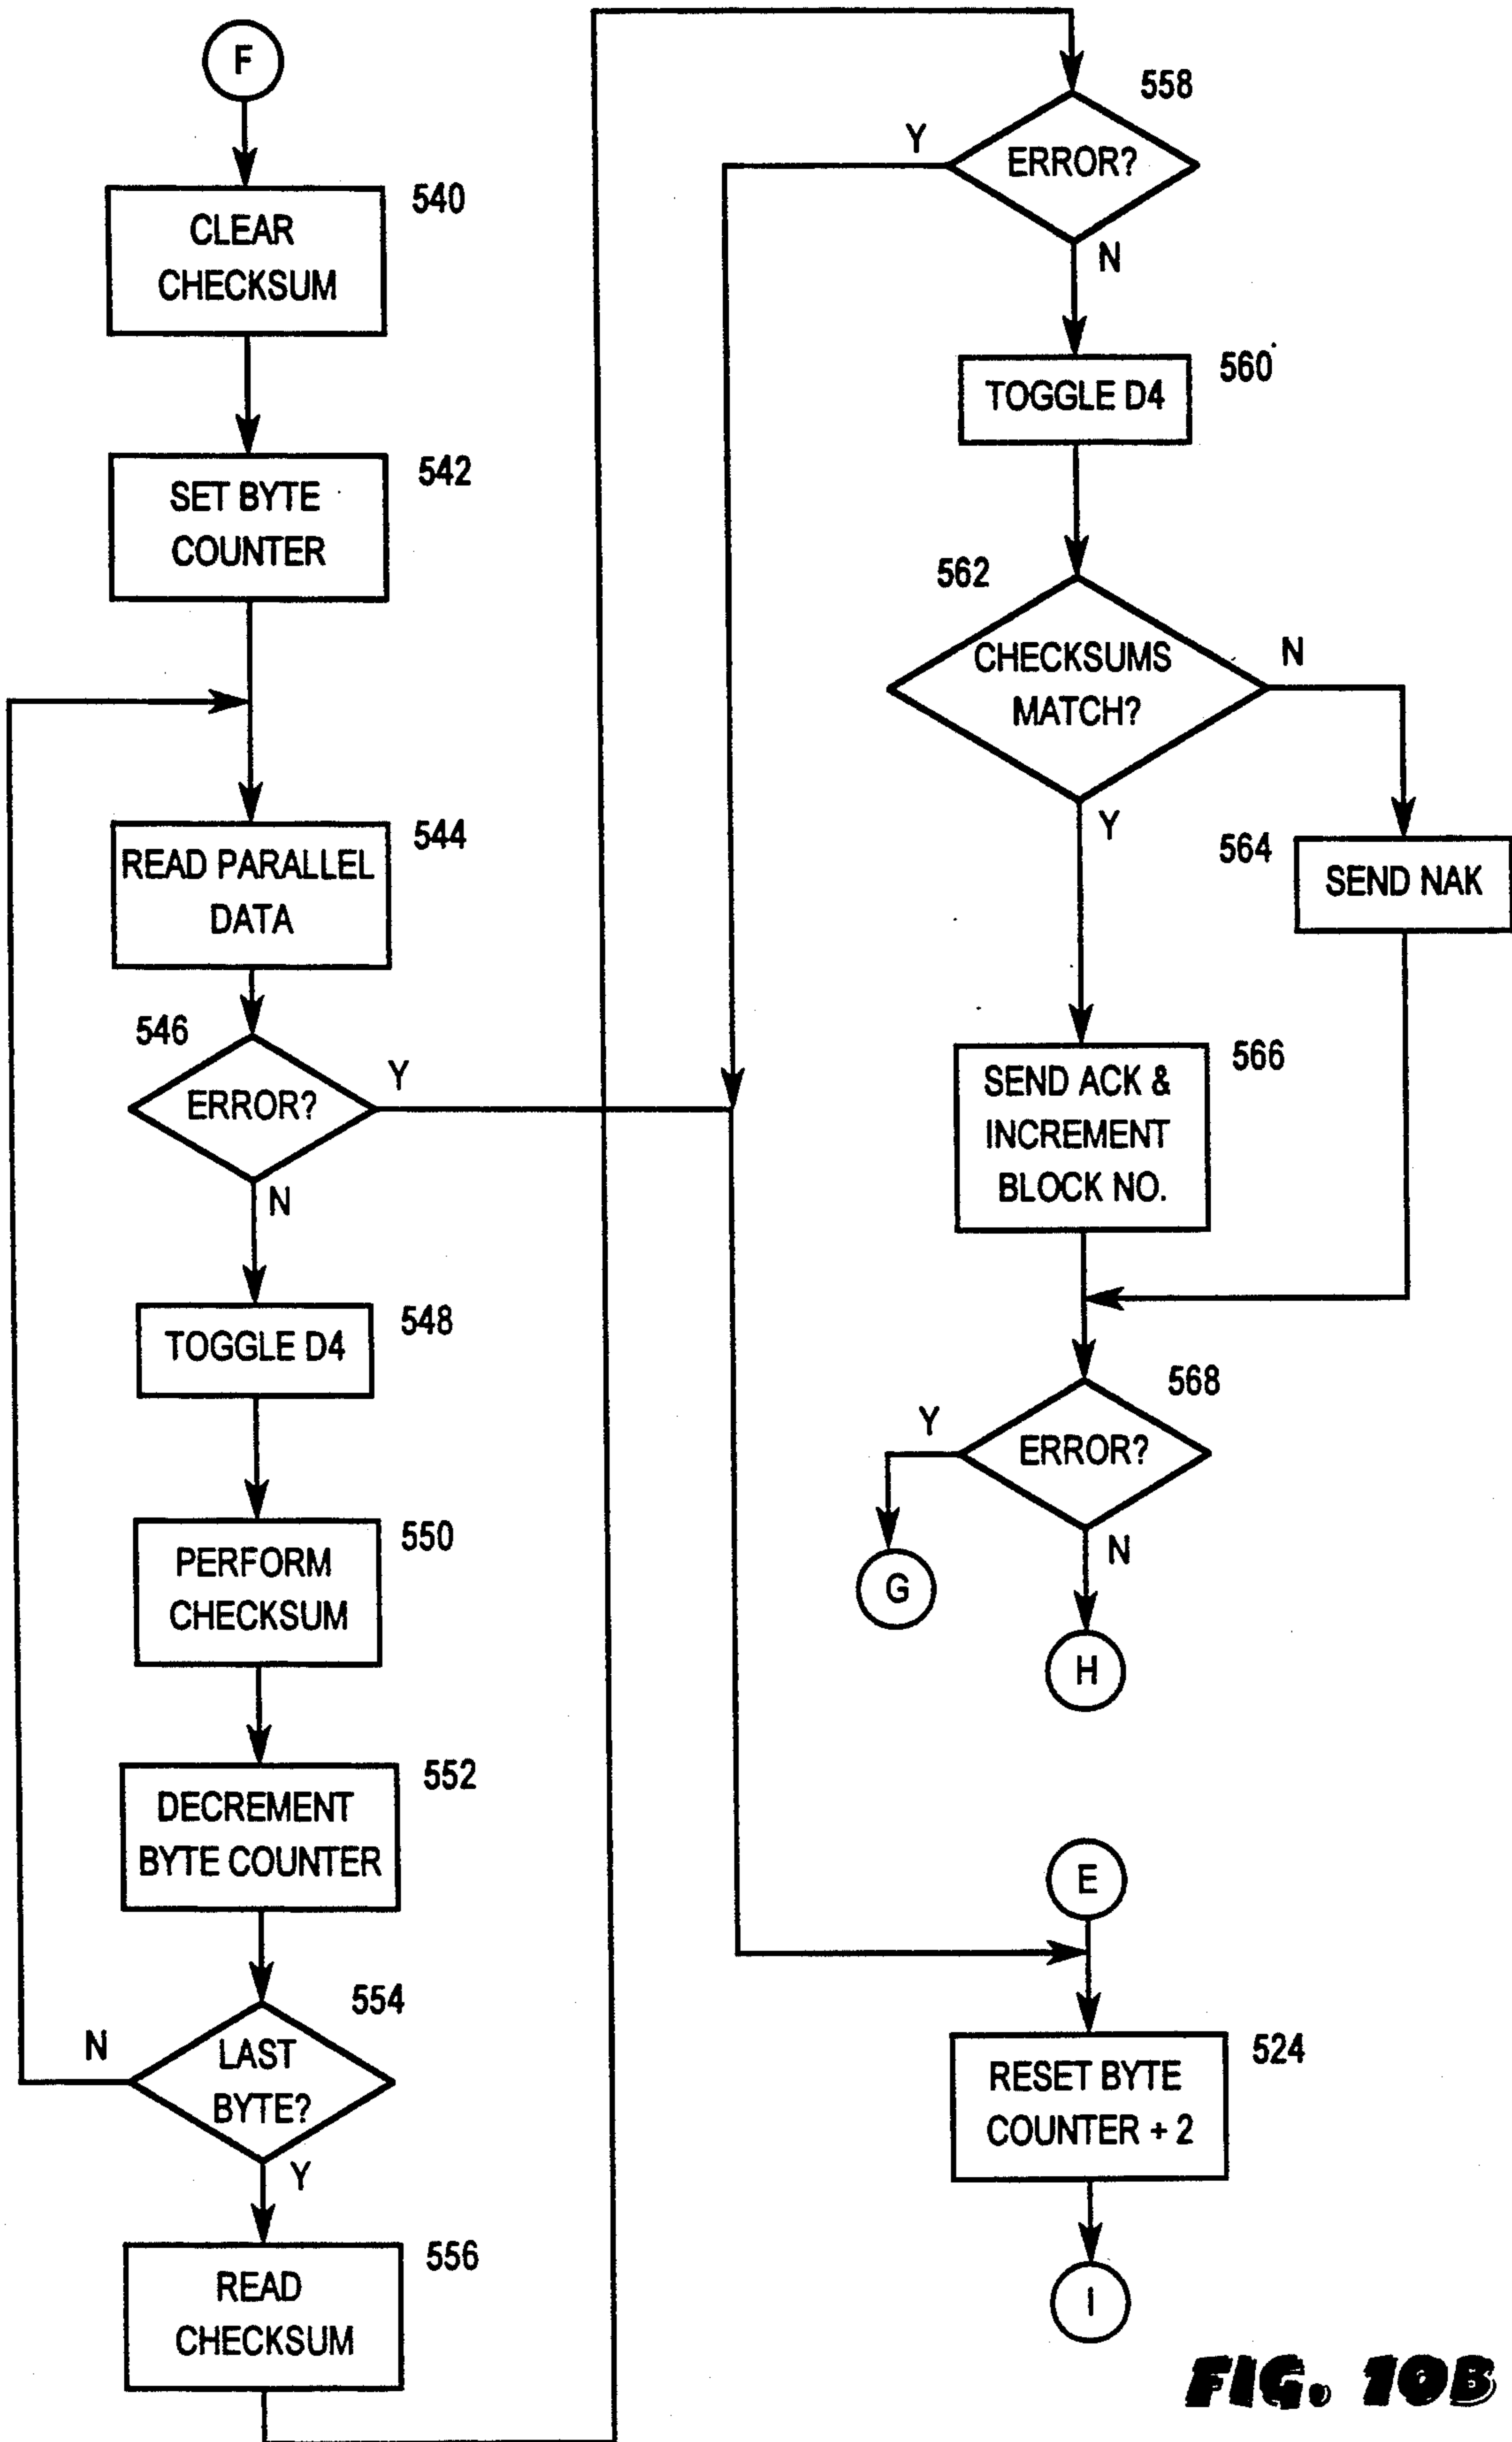 F
540
CLEAR
CHECKSUM
542
SET BYTE
COUNTER
544
READ PARALLEL
DATA
546
ERROR?
Y
N
548
TOGGLE D4
550
PERFORM
CHECKSUM
552
DECREMENT
BYTE COUNTER
554
LAST
BYTE?
N
Y
556
READ
CHECKSUM
558
ERROR?
Y
N
560
TOGGLE D4
562
CHECKSUMS
MATCH?
N
Y
564
SEND NAK
566
SEND ACK &
INCREMENT
BLOCK NO.
568
ERROR?
Y
N
G
H
E
524
RESET BYTE
COUNTER + 2
I
FIG. 10B